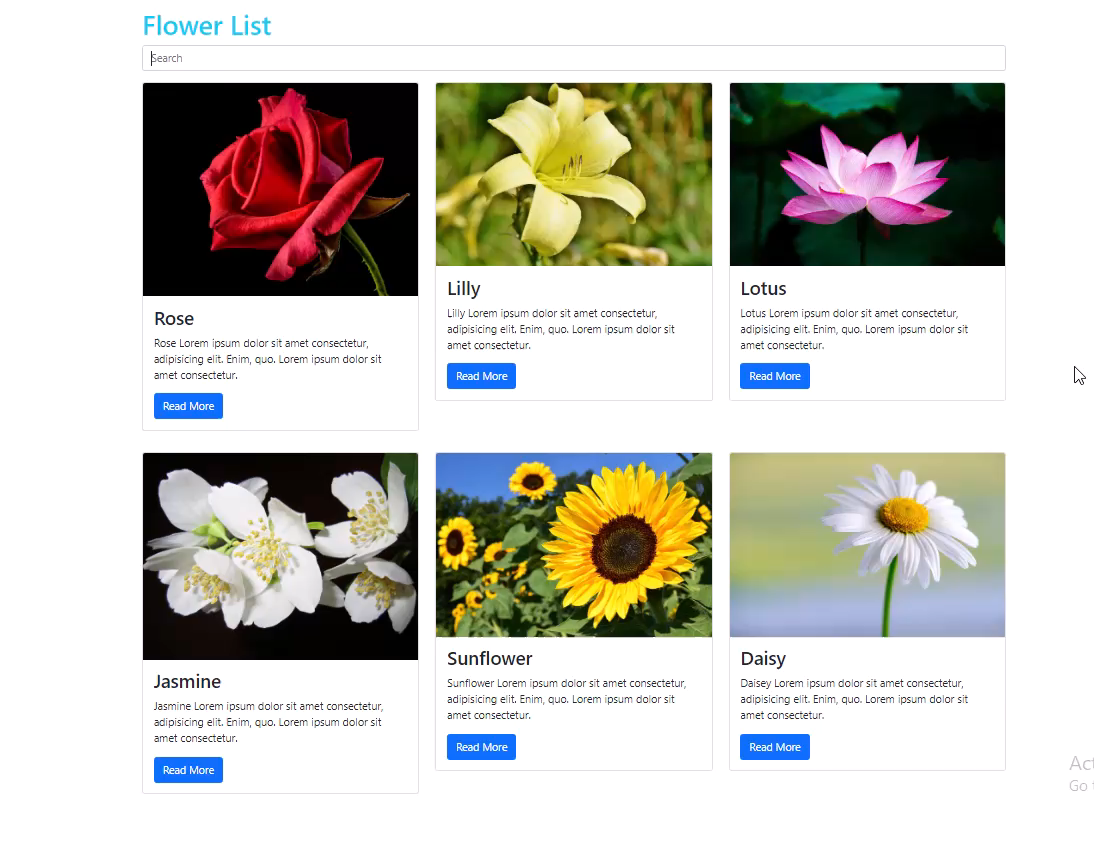 Flower List
Search
Rose
Rose Lorem ipsum dolor sit amet consectetur,
adipisicing elit. Enim, quo. Lorem ipsum dolor sit
amet consectetur.
Read More
Lilly
Lilly Lorem ipsum dolor sit amet consectetur,
adipisicing elit. Enim, quo. Lorem ipsum dolor sit
amet consectetur.
Read More
Lotus
Lotus Lorem ipsum dolor sit amet consectetur,
adipisicing elit. Enim, quo. Lorem ipsum dolor sit
amet consectetur.
Read More
Jasmine
Jasmine Lorem ipsum dolor sit amet consectetur,
adipisicing elit. Enim, quo. Lorem ipsum dolor sit
amet consectetur.
Read More
Sunflower
Sunflower Lorem ipsum dolor sit amet consectetur,
adipisicing elit. Enim, quo. Lorem ipsum dolor sit
amet consectetur.
Read More
Daisy
Daisey Lorem ipsum dolor sit amet consectetur,
adipisicing elit. Enim, quo. Lorem ipsum dolor sit
amet consectetur.
Read More
Act
Go